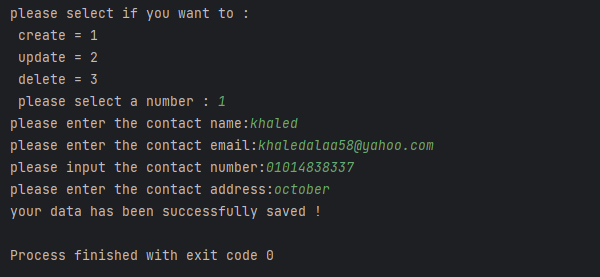 please select if you want to :
create = 1
update = 2
delete = 3
please select a number : 1
please enter the contact name:khaled
please enter the contact email:khaledalaa58@yahoo.com
please input the contact number:01014838337
please enter the contact address:october
your data has been successfully saved !
Process finished with exit code 0